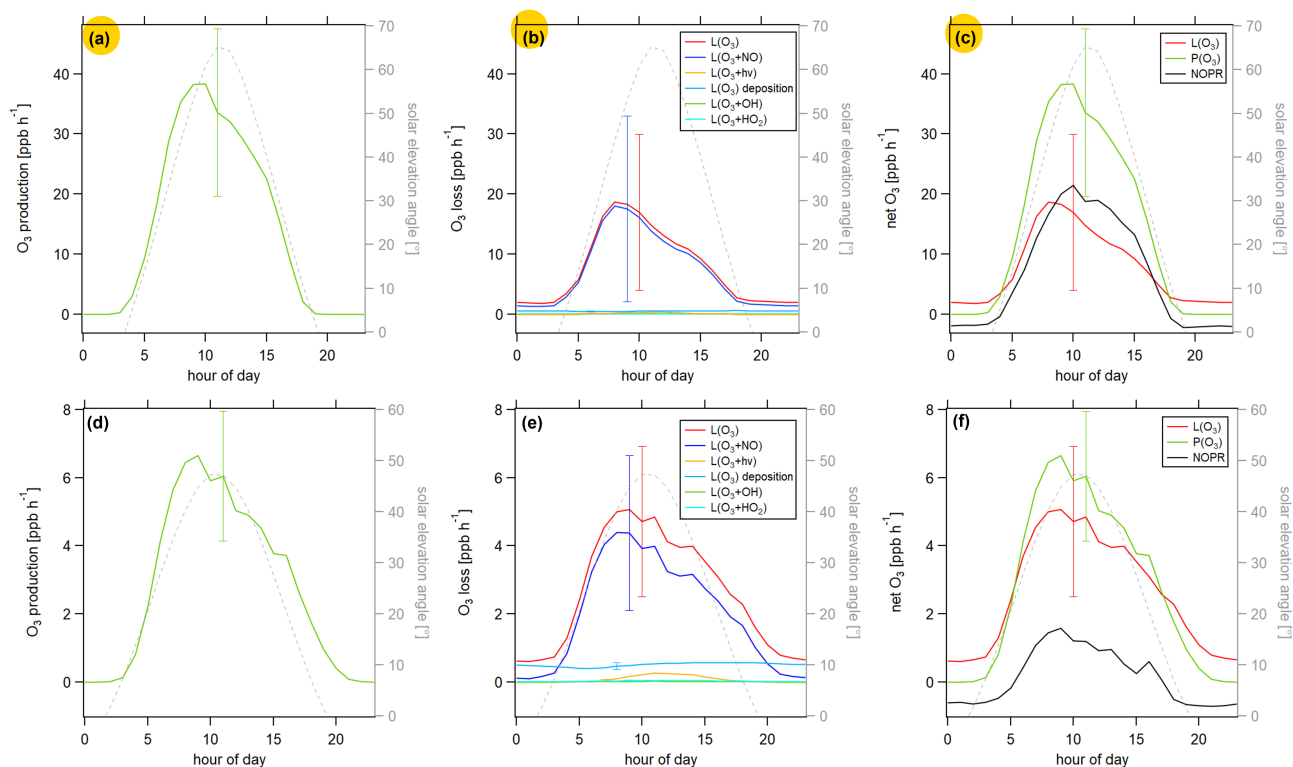 (a)
O3 production [ppb h-1]
40
30
20
10
0
70
60
50
40
30
20
10
0
solar elevation angle [°]
0 5 10 15 20
hour of day
(b)
L(O3)
L(O3+NO)
L(O3+hv)
L(O3) deposition
L(O3+OH)
L(O3+HO2)
O3 loss [ppb h-1]
40
30
20
10
0
70
60
50
40
30
20
10
0
solar elevation angle [°]
0 5 10 15 20
hour of day
(c)
L(O3)
P(O3)
NOPR
net O3 [ppb h-1]
40
30
20
10
0
70
60
50
40
30
20
10
0
solar elevation angle [°]
0 5 10 15 20
hour of day
(d)
O3 production [ppb h-1]
8
6
4
2
0
60
50
40
30
20
10
0
solar elevation angle [°]
0 5 10 15 20
hour of day
(e)
L(O3)
L(O3+NO)
L(O3+hv)
L(O3) deposition
L(O3+OH)
L(O3+HO2)
O3 loss [ppb h-1]
8
6
4
2
0
60
50
40
30
20
10
0
solar elevation angle [°]
0 5 10 15 20
hour of day
(f)
L(O3)
P(O3)
NOPR
net O3 [ppb h-1]
8
6
4
2
0
60
50
40
30
20
10
0
solar elevation angle [°]
0 5 10 15 20
hour of day